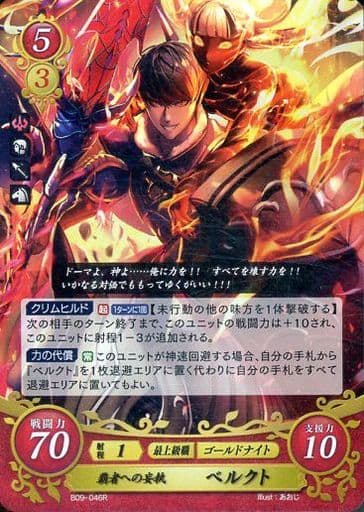 5
3
ドーマよ、神よ……俺に力を!! すべてを壊す力を!!
いかなる対価でももってゆくがいい!!!
クリムヒルド 起 1ターンに1回 【未行動の他の味方を1体撃破する】
次の相手のターン終了まで、このユニットの戦闘力は+10され、
このユニットに射程1-3が追加される。
力の代償 常 このユニットが神速回避する場合、自分の手札から
『ベルクト』を1枚退避エリアに置く代わりに自分の手札をすべて
退避エリアに置いてもよい。
戦闘力
70
射程 1 最上級職 ゴールドナイト
支援力
10
覇者への妄執 ベルクト
B09-046R
Illust:あおじ